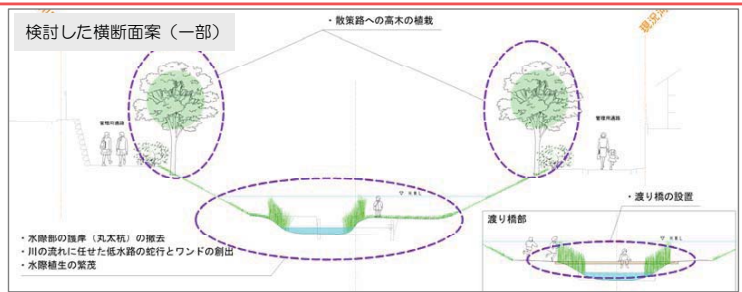 検討した横断面案（一部）
・散策路への高木の植栽
現況河
管理用通路
管理用通路
▽ H.W.L
・渡り橋の設置
渡り橋部
▽ H.W.L
・水際部の護岸（丸太杭）の撤去
・川の流れに任せた低水路の蛇行とワンドの創出
・水際植生の繁茂